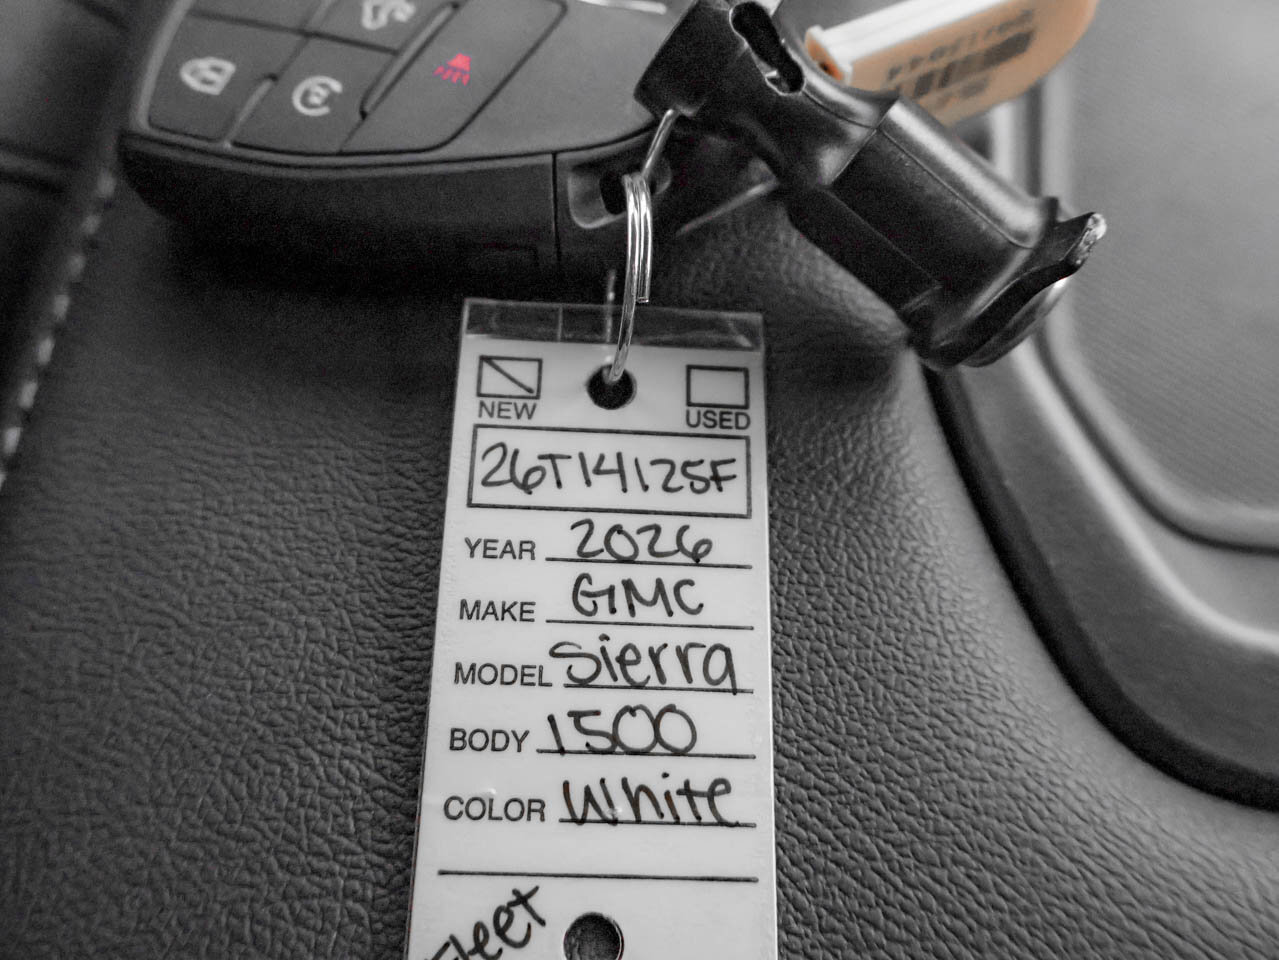 NEW USED
26T14125F
YEAR 2026
MAKE GMC
MODEL Sierra
BODY 1500
COLOR White
Fleet